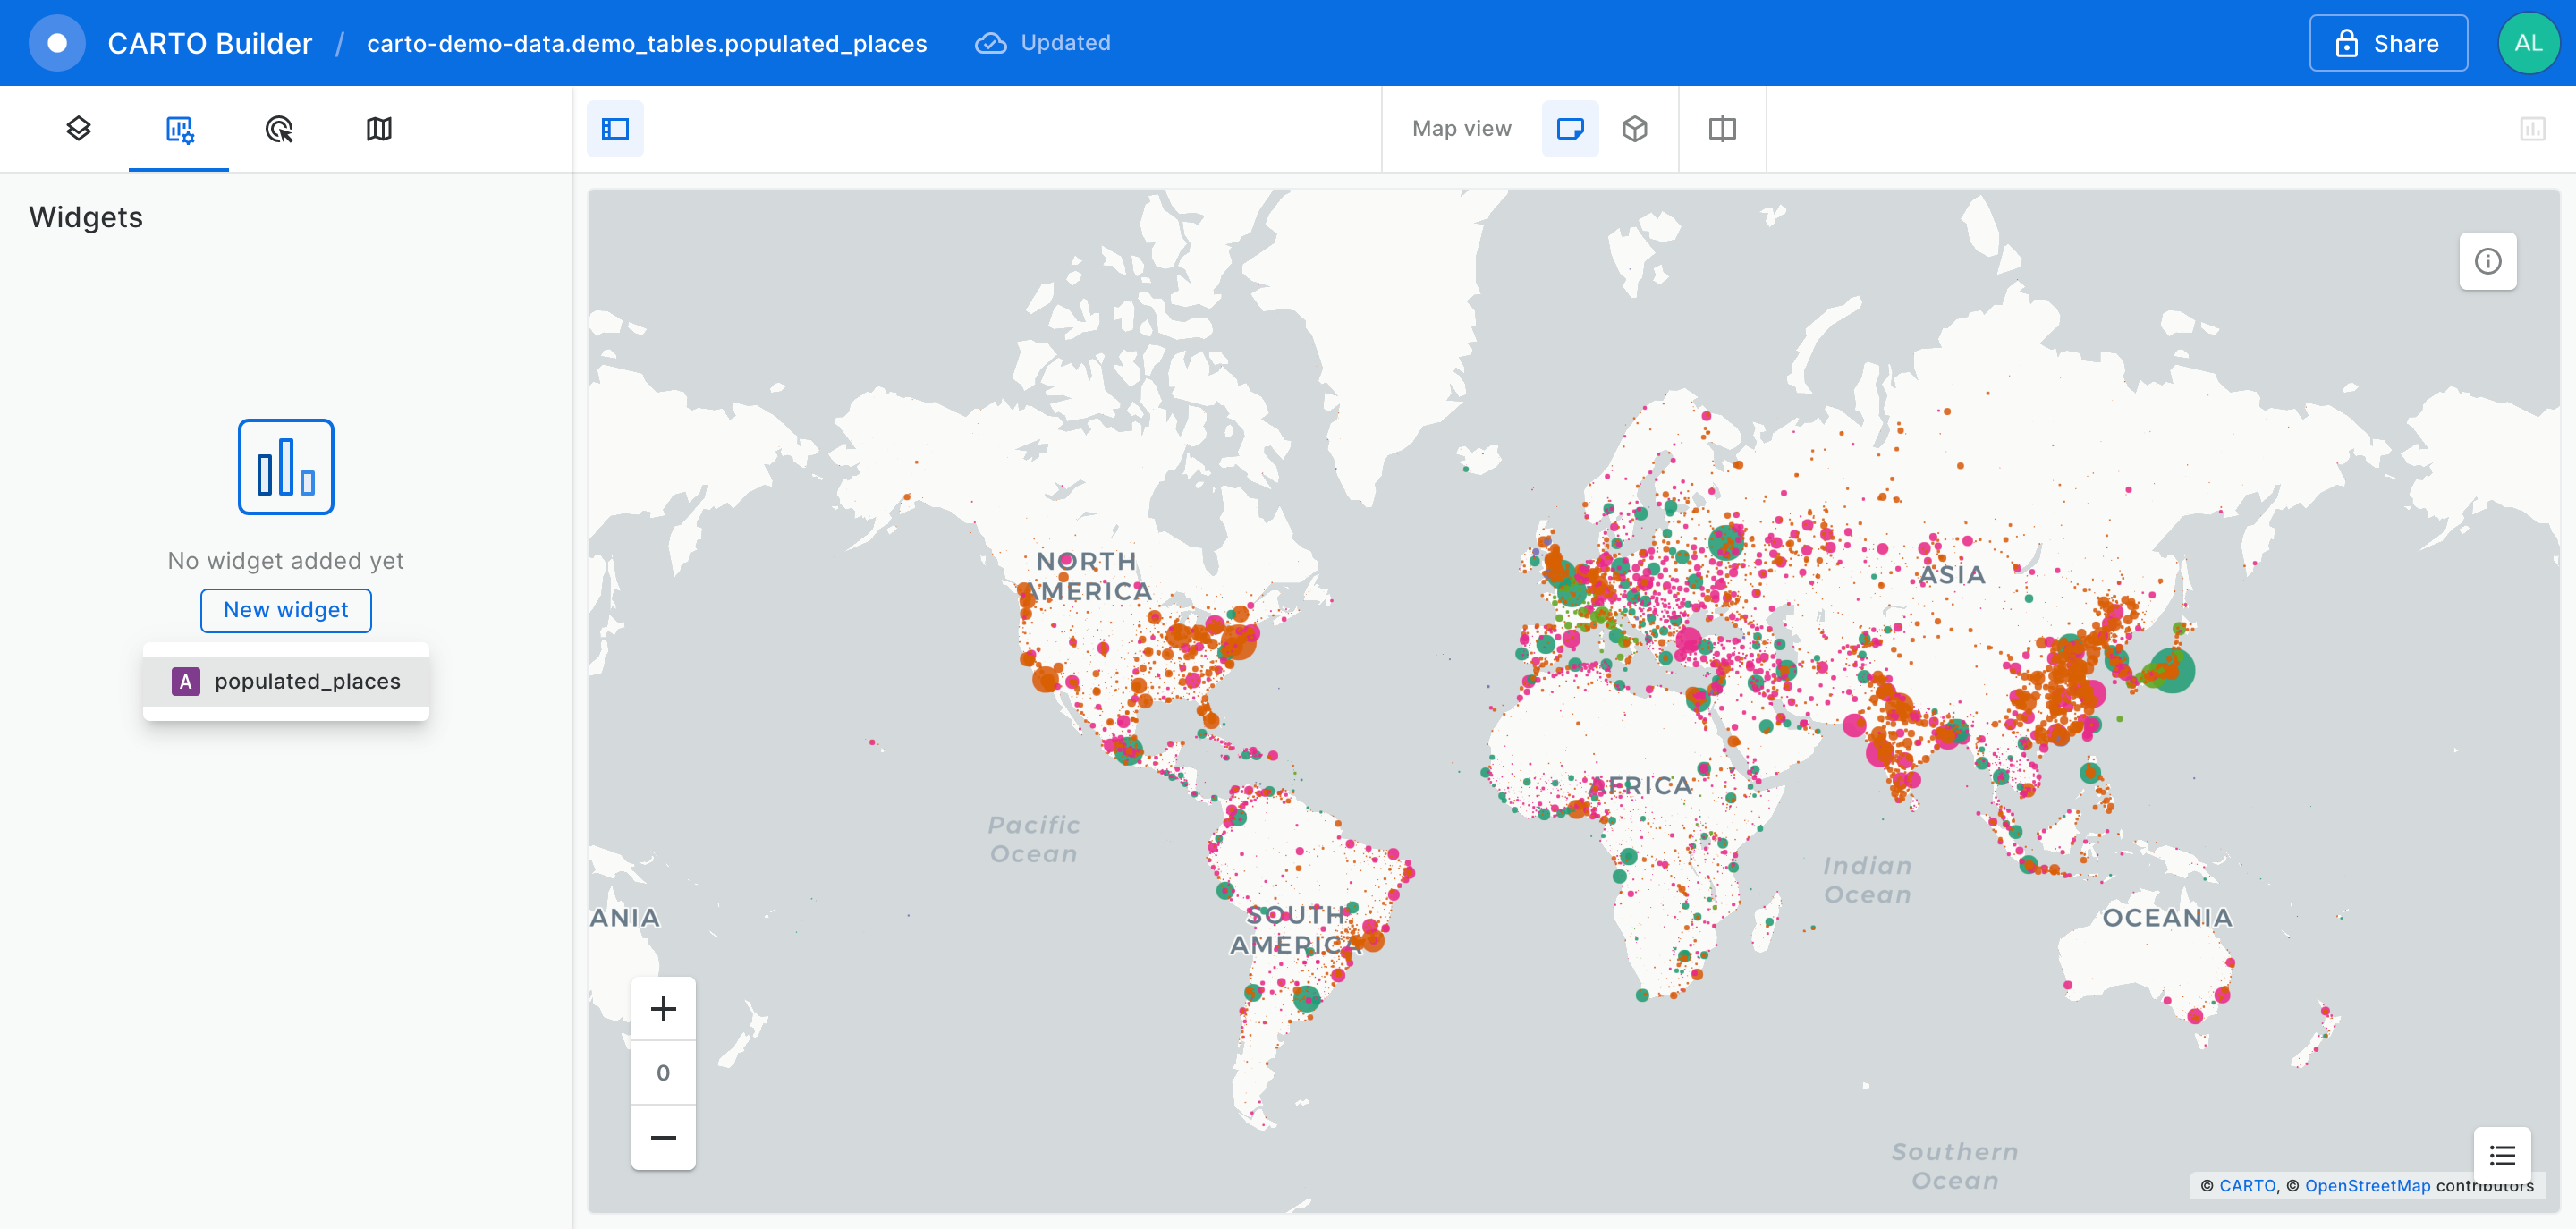 CARTO Builder / carto-demo-data.demo_tables.populated_places Updated Share AL
Map view
Widgets
No widget added yet
New widget
A populated_places
NORTH
AMERICA
ASIA
AFRICA
Pacific
Ocean
Indian
Ocean
SOUTH
AMERICA
ANIA
OCEANIA
0
Southern
Ocean
© CARTO, © OpenStreetMap contributors